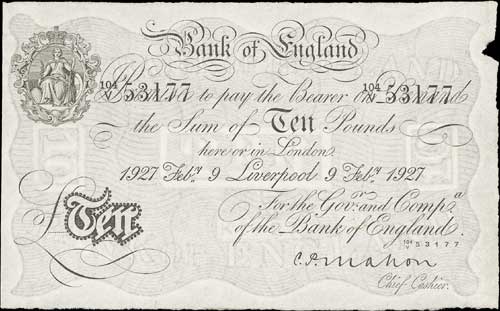 Bank of England
104/V 53177 104/V 53177
I Promise to pay the Bearer on Demand
the Sum of Ten Pounds
here or in London
1927 Feby. 9 Liverpool 9 Feby. 1927
For the Govr. and Compa.
of the Bank of England.
£Ten
104/V 53177
C.P. Mahon
Chief Cashier.